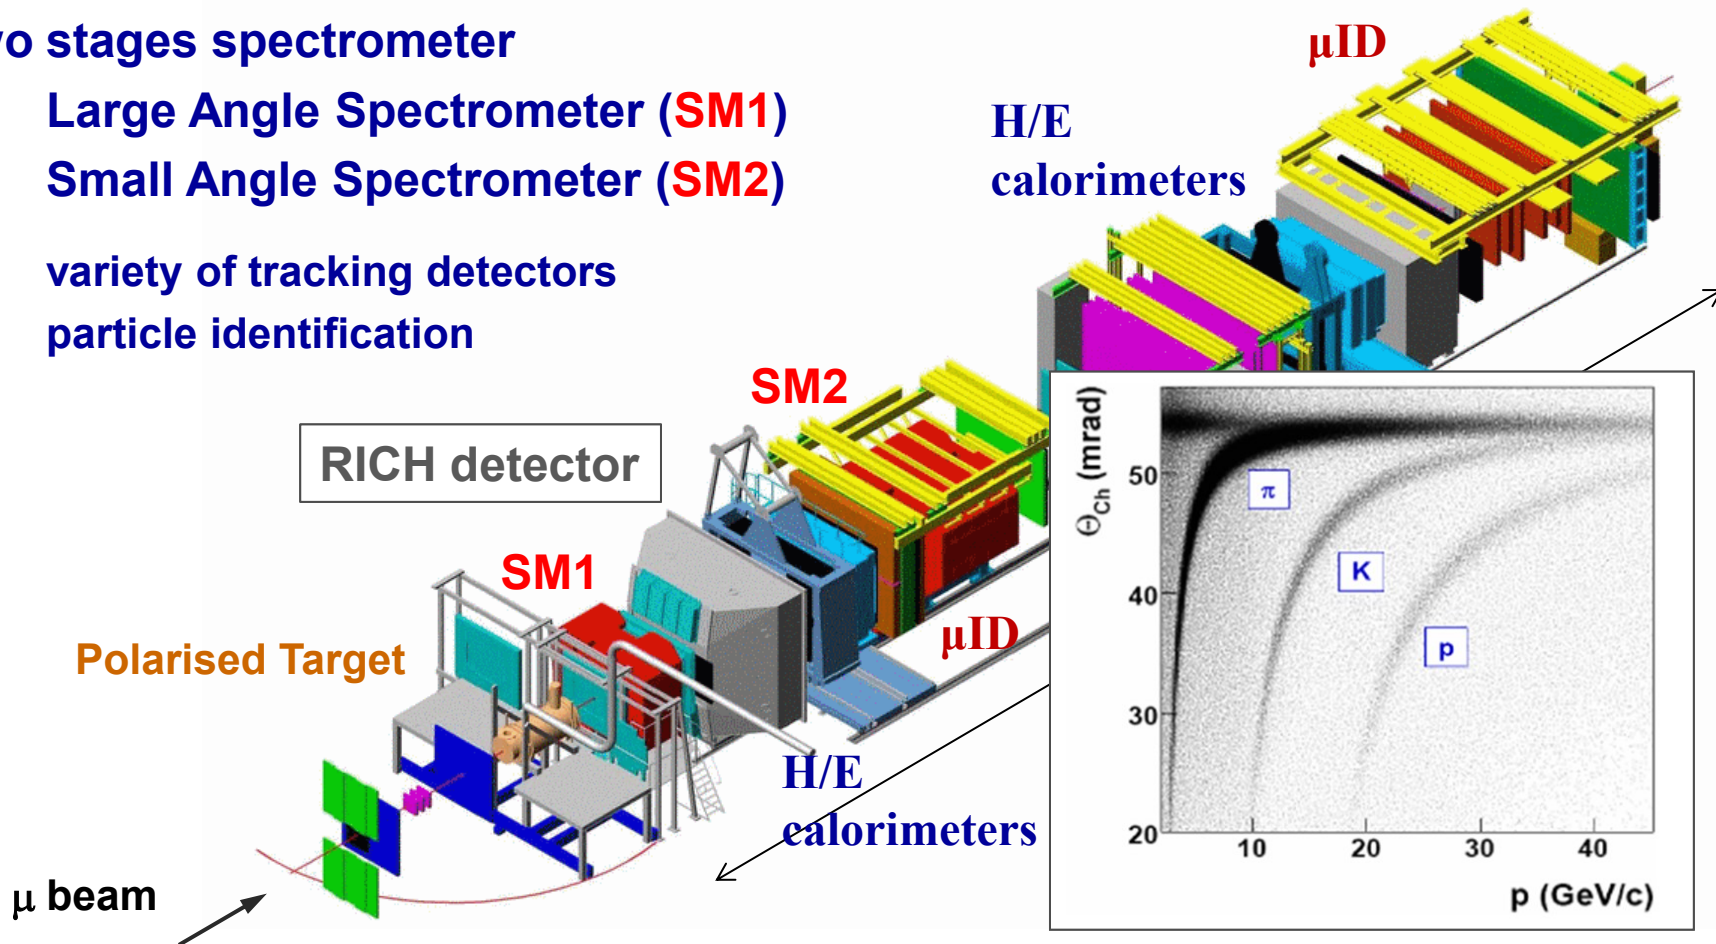 stages spectrometer
Large Angle Spectrometer (SM1)
Small Angle Spectrometer (SM2)
variety of tracking detectors
particle identification
μID
H/E
calorimeters
SM2
RICH detector
SM1
Polarised Target
μID
H/E
calorimeters
μ beam
ΘCh (mrad)
50
40
30
20
π
K
p
10 20 30 40
p (GeV/c)